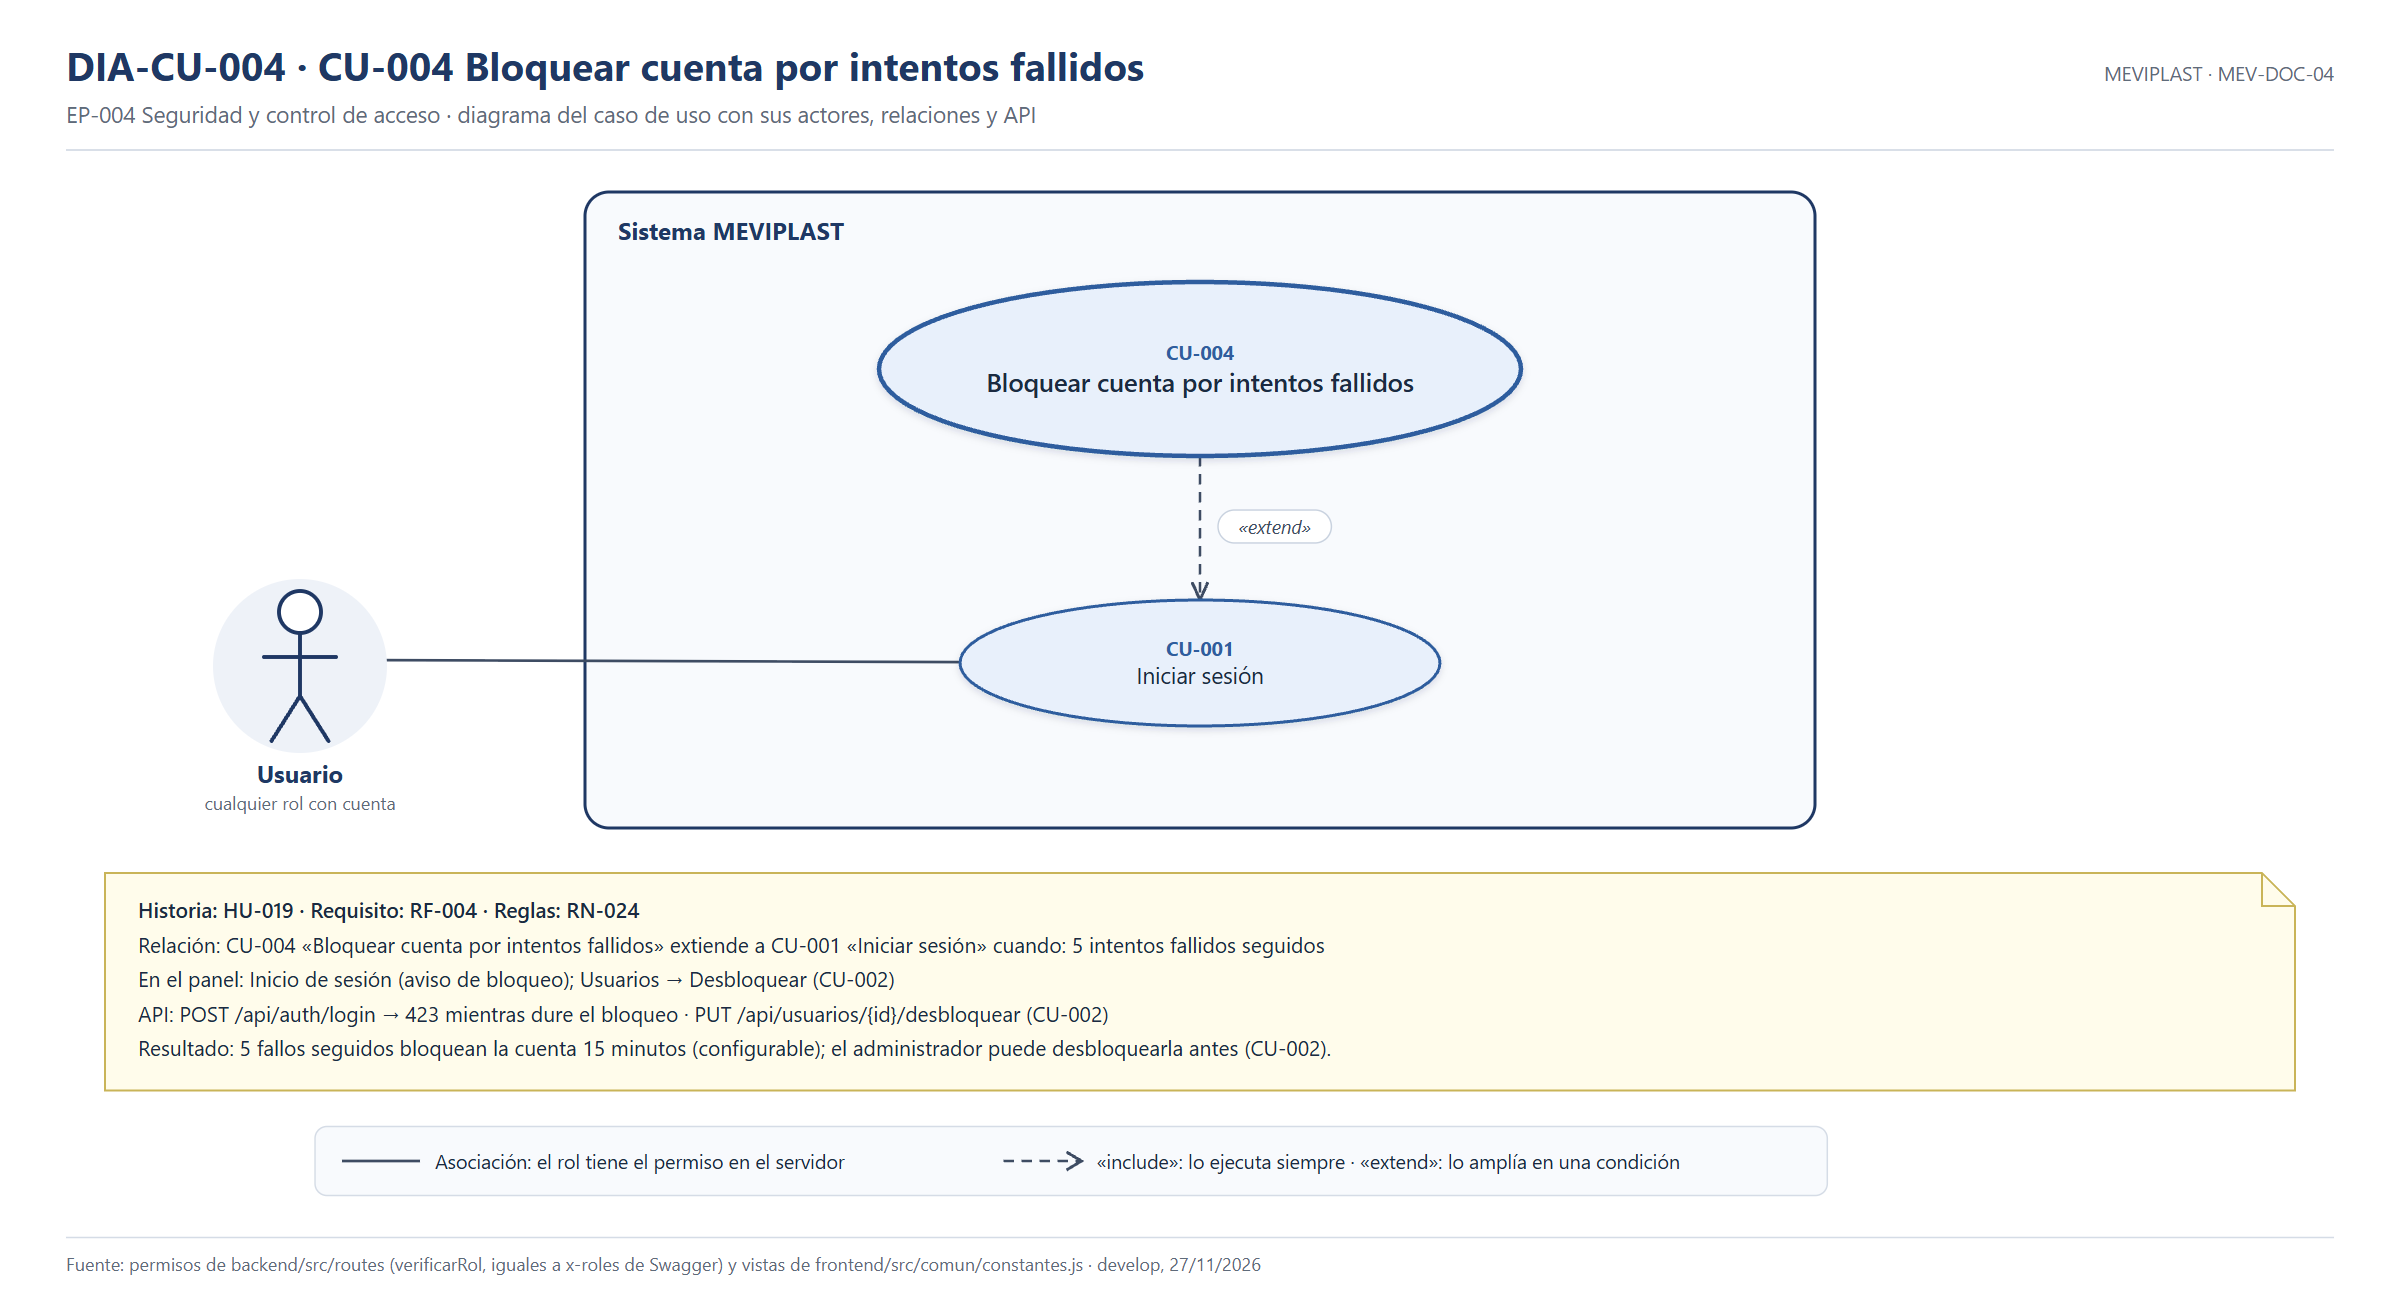 DIA-CU-004 · CU-004 Bloquear cuenta por intentos fallidos
MEVIPLAST · MEV-DOC-04
EP-004 Seguridad y control de acceso · diagrama del caso de uso con sus actores, relaciones y API
Sistema MEVIPLAST
CU-004
Bloquear cuenta por intentos fallidos
«extend»
CU-001
Iniciar sesión
Usuario
cualquier rol con cuenta
Historia: HU-019 · Requisito: RF-004 · Reglas: RN-024
Relación: CU-004 «Bloquear cuenta por intentos fallidos» extiende a CU-001 «Iniciar sesión» cuando: 5 intentos fallidos seguidos
En el panel: Inicio de sesión (aviso de bloqueo); Usuarios → Desbloquear (CU-002)
API: POST /api/auth/login → 423 mientras dure el bloqueo · PUT /api/usuarios/{id}/desbloquear (CU-002)
Resultado: 5 fallos seguidos bloquean la cuenta 15 minutos (configurable); el administrador puede desbloquearla antes (CU-002).
Asociación: el rol tiene el permiso en el servidor
«include»: lo ejecuta siempre · «extend»: lo amplía en una condición
Fuente: permisos de backend/src/routes (verificarRol, iguales a x-roles de Swagger) y vistas de frontend/src/comun/constantes.js · develop, 27/11/2026